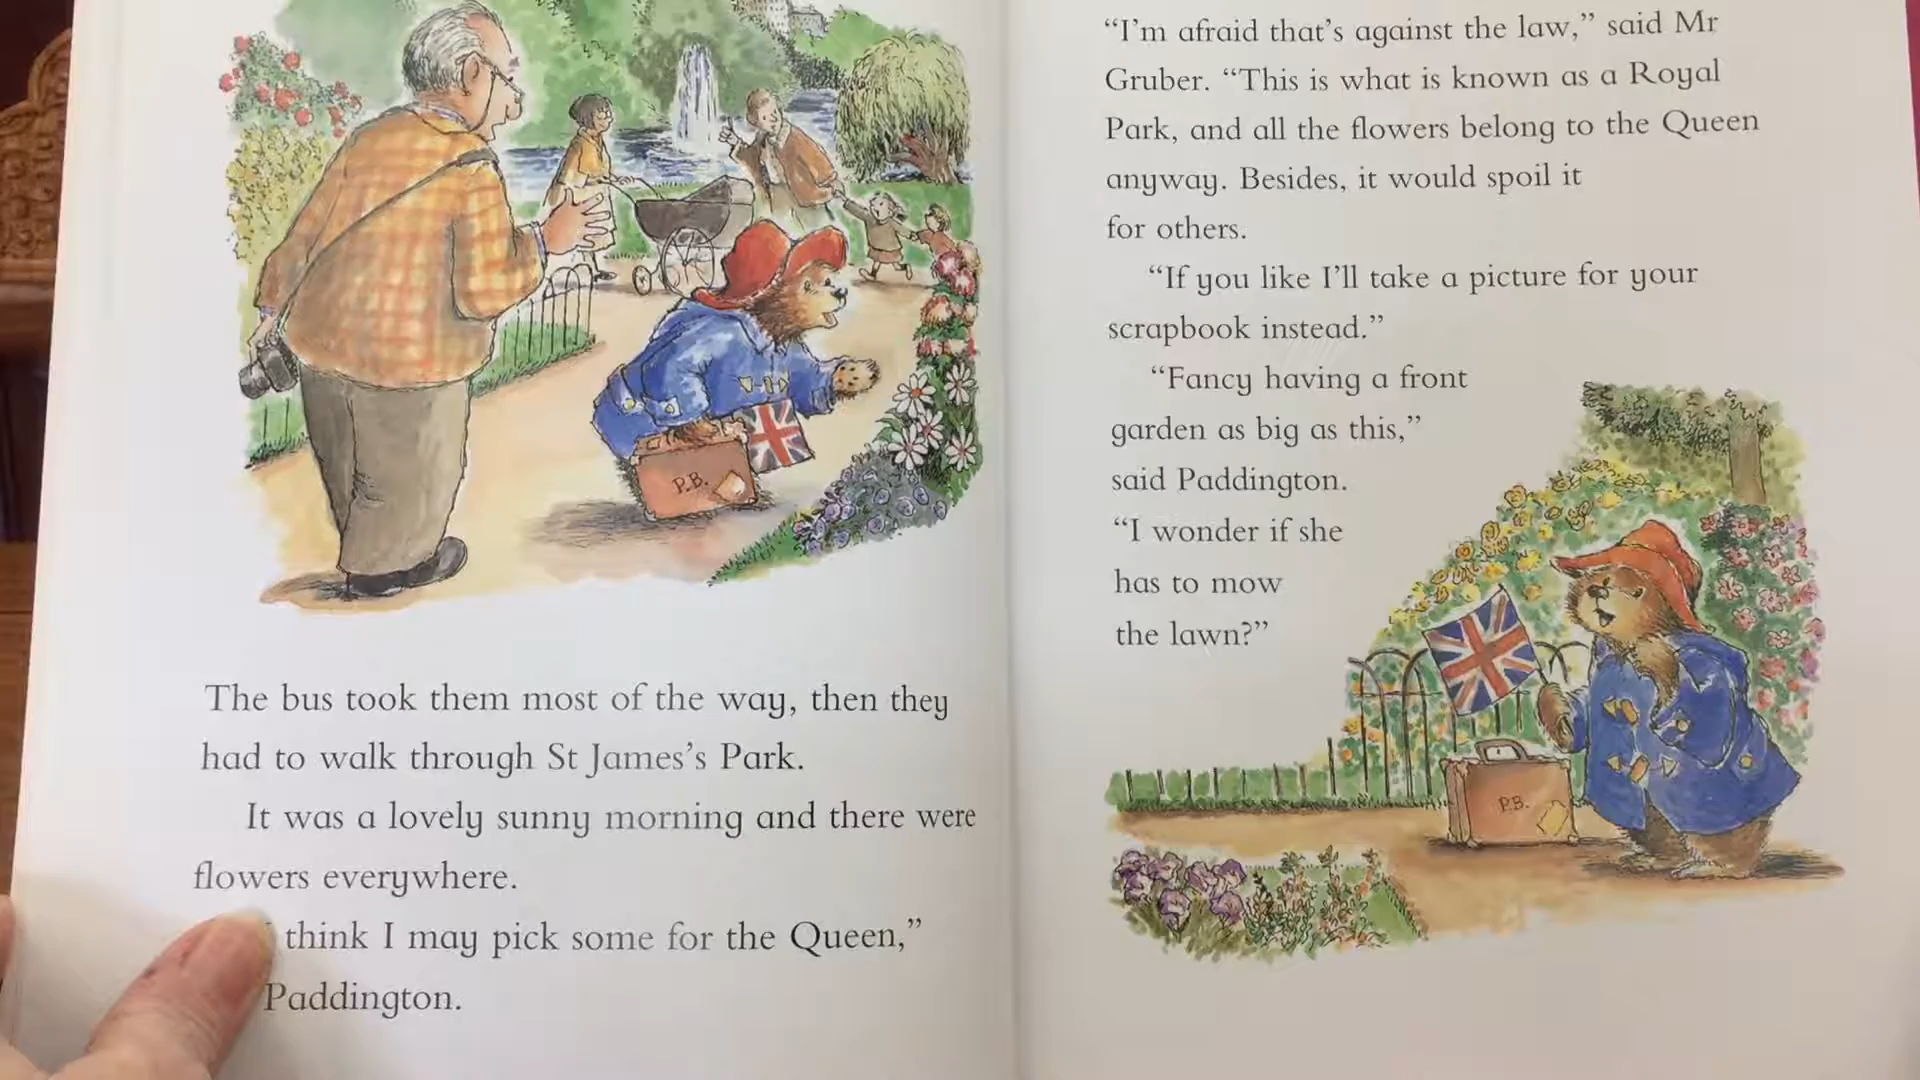 The bus took them most of the way, then they
had to walk through St James's Park.
It was a lovely sunny morning and there were
flowers everywhere.
think I may pick some for the Queen,”
Paddington.
P.B.
“I'm afraid that's against the law,” said Mr
Gruber. “This is what is known as a Royal
Park, and all the flowers belong to the Queen
anyway. Besides, it would spoil it
for others.
“If you like I'll take a picture for your
scrapbook instead.”
“Fancy having a front
garden as big as this,”
said Paddington.
“I wonder if she
has to mow
the lawn?”
P.B.